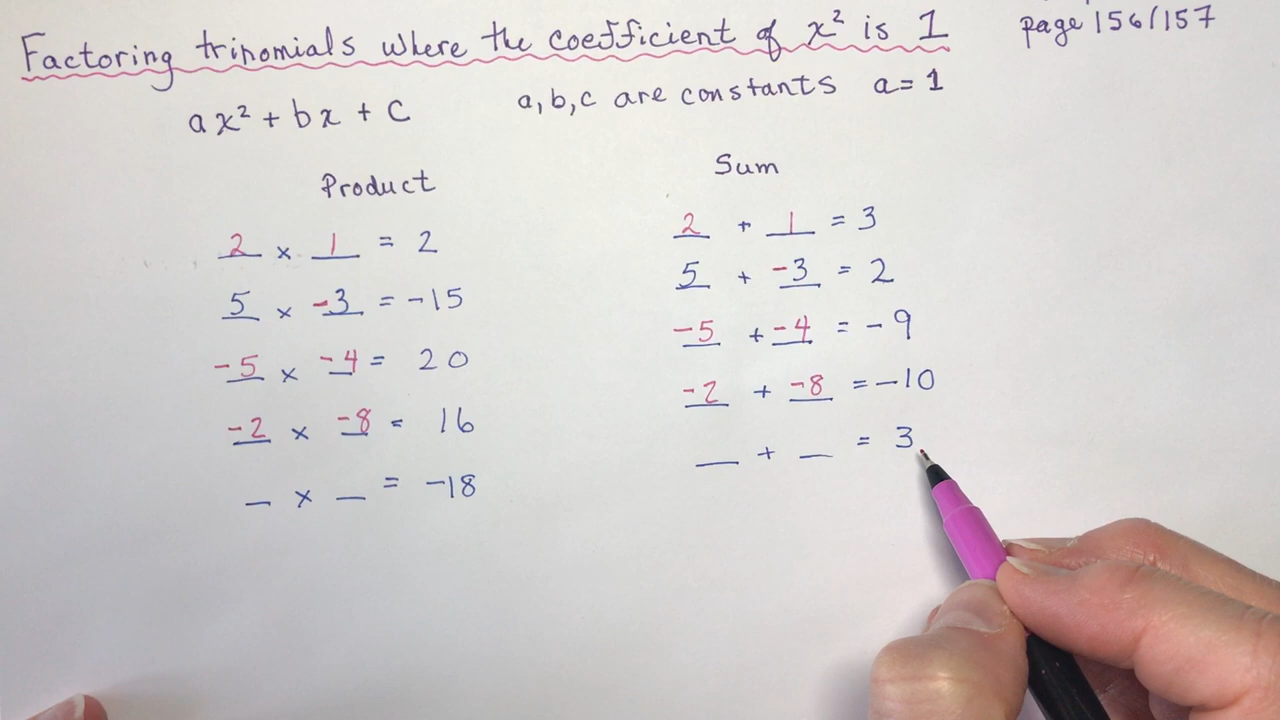 Factoring trinomials where the coefficient of x² is 1 page 156/157
ax² + bx + c a,b,c are constants a = 1
Product Sum
2 × 1 = 2 2 + 1 = 3
5 × -3 = -15 5 + -3 = 2
-5 × -4 = 20 -5 + -4 = -9
-2 × -8 = 16 -2 + -8 = -10
_ × _ = -18 _ + _ = 3